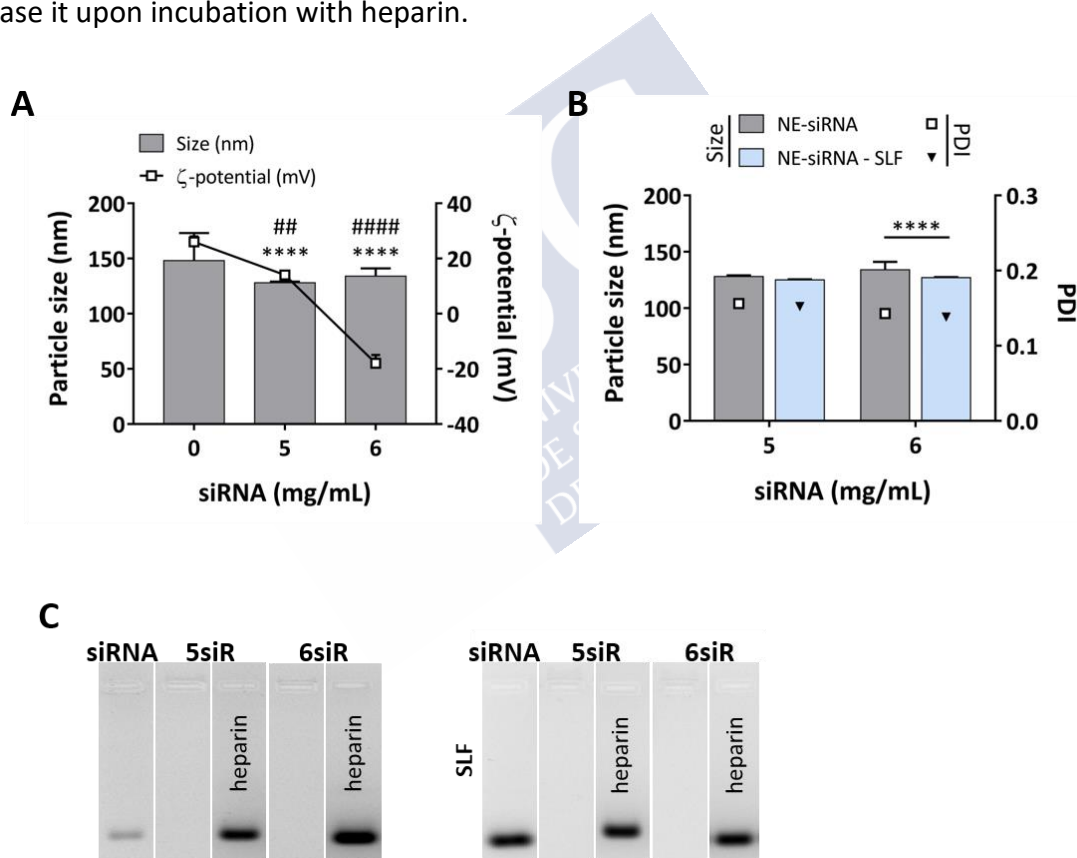 ase it upon incubation with heparin.
A
Size (nm)
ζ-potential (mV)
Particle size (nm)
200
150
100
50
0
##
****
####
****
40
20
0
-20
-40
ζ-potential (mV)
0 5 6
siRNA (mg/mL)
B
Size
NE-siRNA
NE-siRNA - SLF
PDI
Particle size (nm)
200
150
100
50
0
****
0.3
0.2
0.1
0.0
PDI
5 6
siRNA (mg/mL)
DE S
C
siRNA 5siR 6siR
heparin heparin
SLF
siRNA 5siR 6siR
heparin heparin